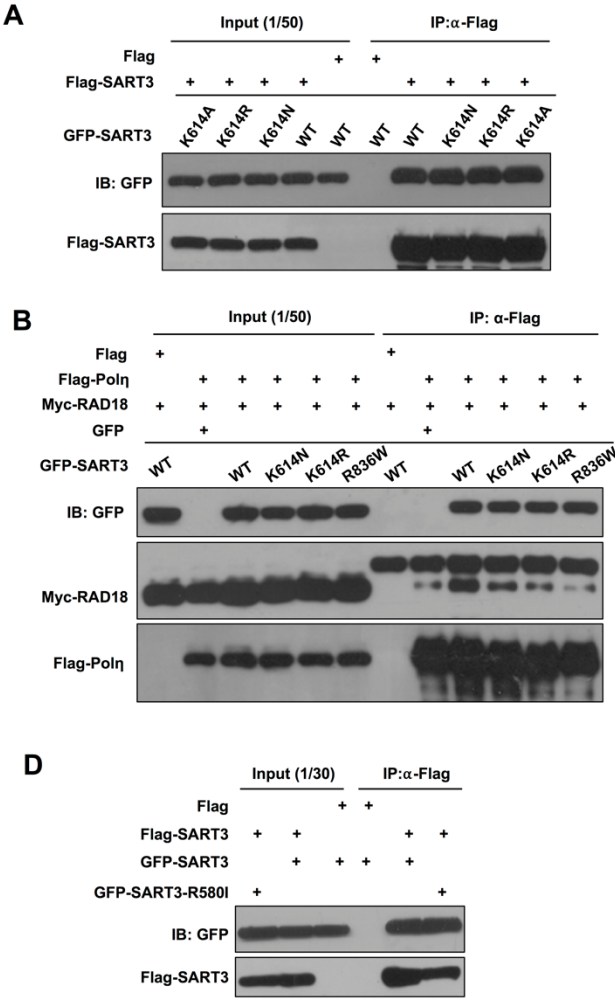 A
Input (1/50) IP:α-Flag
Flag + +
Flag-SART3 + + + + + + + +
GFP-SART3 K614A K614R K614N WT WT WT WT K614N K614R K614A
IB: GFP
Flag-SART3
B
Input (1/50) IP: α-Flag
Flag + +
Flag-Polη + + + + + + + + + +
Myc-RAD18 + + + + + + + + + + + +
GFP + +
GFP-SART3 WT WT K614N K614R R836W WT WT K614N K614R R836W
IB: GFP
Myc-RAD18
Flag-Polη
D
Input (1/30) IP:α-Flag
Flag + +
Flag-SART3 + + + +
GFP-SART3 + + + +
GFP-SART3-R580I + +
IB: GFP
Flag-SART3